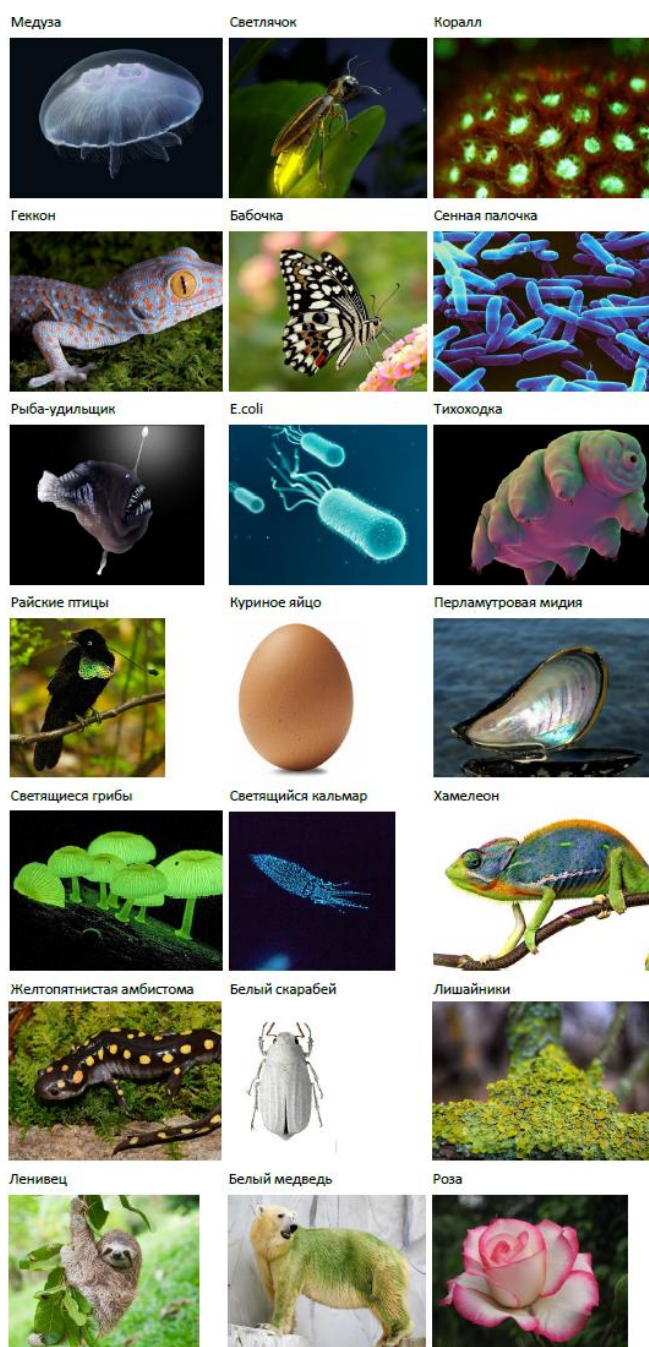 Медуза
Светлячок
Коралл
Геккон
Бабочка
Сенная палочка
Рыба-удильщик
E.coli
Тихоходка
Райские птицы
Куриное яйцо
Перламутровая мидия
Светящиеся грибы
Светящийся кальмар
Хамелеон
Желтопятнистая амбистома
Белый скарабей
Лишайники
Ленивец
Белый медведь
Роза